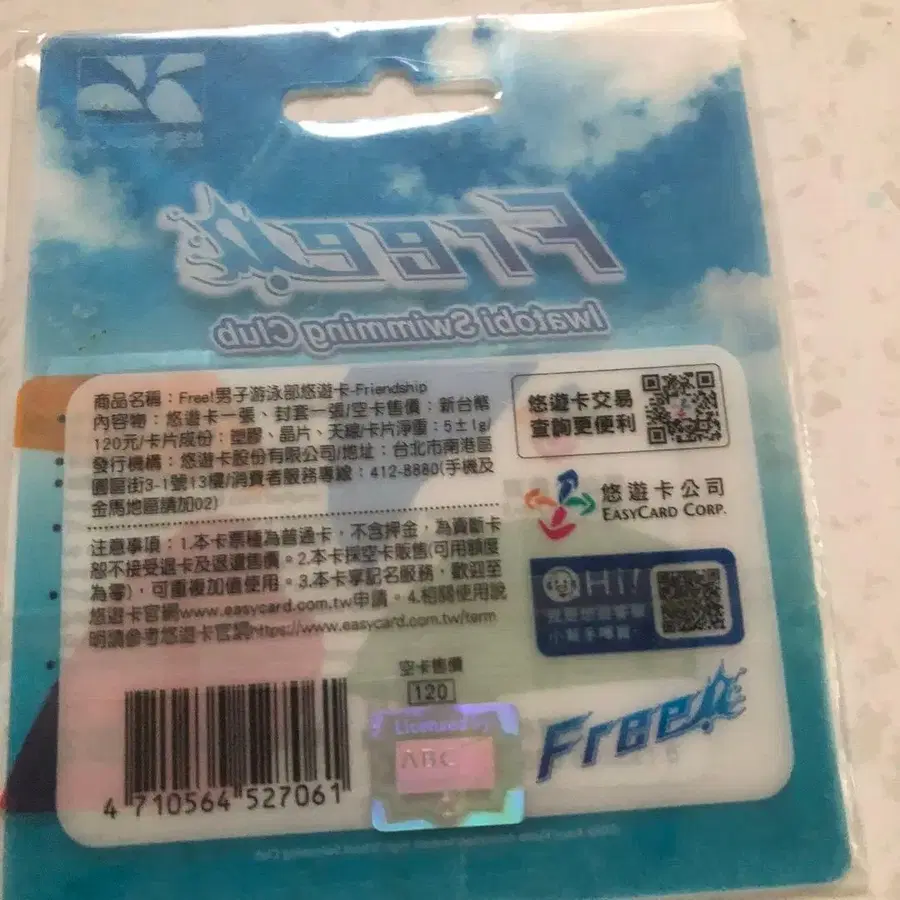 Free!
Iwatobi Swimming Club
商品名稱：Free!男子游泳部悠遊卡-Friendship
內容物：悠遊卡一張、封套一張/空卡售價：新台幣
120元/卡片成份：塑膠、晶片、天線/卡片淨重：5±1g/
發行機構：悠遊卡股份有限公司/地址：台北市南港區
園區街3-1號13樓/消費者服務專線：412-8880(手機及
金馬地區請加02)
注意事項：1.本卡票種為普通卡，不含押金，為賣斷卡
部不接受退卡及退還售價。2.本卡採空卡販售(可用額度
為零)，可重複加值使用。3.本卡享記名服務，歡迎至
悠遊卡官網www.easycard.com.tw申請。4.相關使用說
明請參考悠遊卡官網https://www.easycard.com.tw/term
悠遊卡交易
查詢更便利
悠遊卡公司
EASYCARD CORP.
Hi!
空卡售價
120
Licensed by
ABC
Free!
4 710564 527061